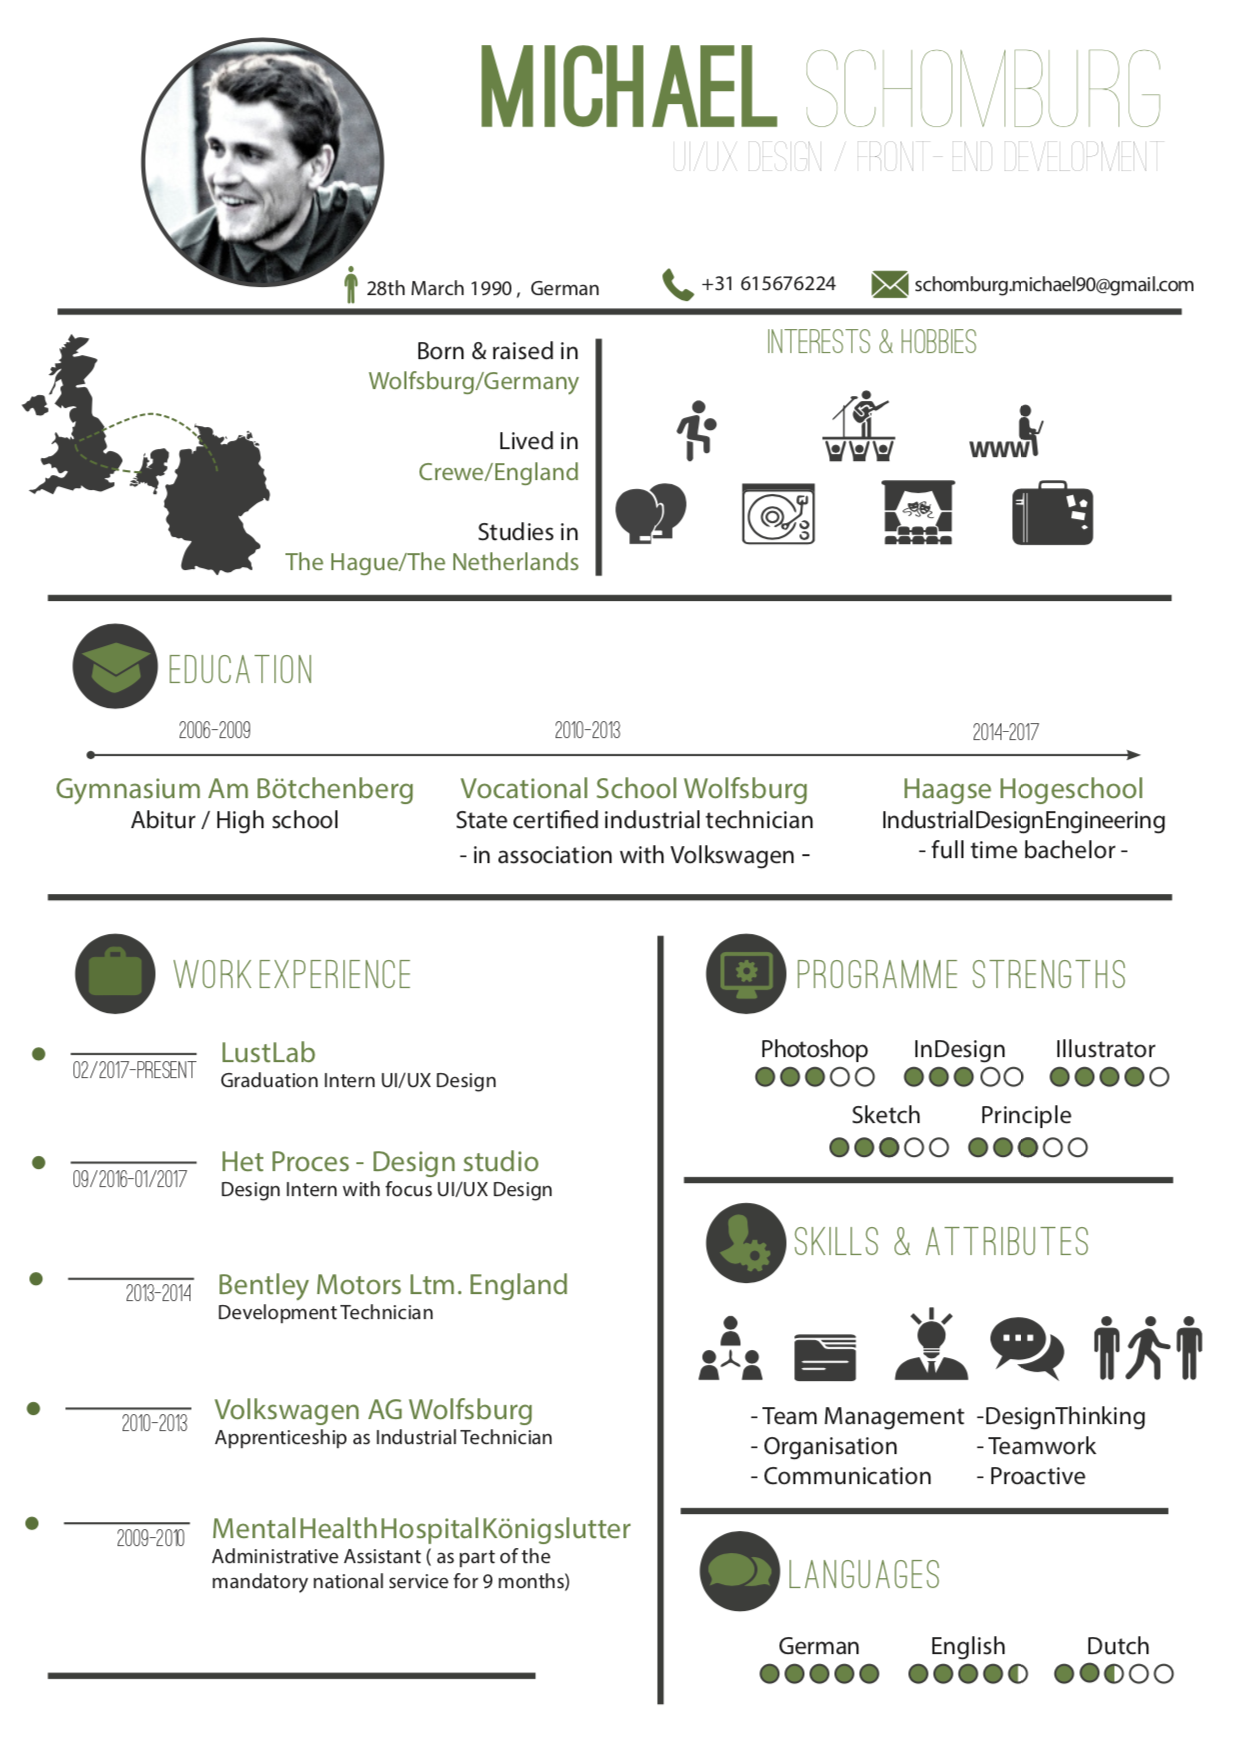 MICHAEL SCHOMBURG
UI/UX DESIGN / FRONT- END DEVELOPMENT
28th March 1990 , German
+31 615676224
schomburg.michael90@gmail.com
Born & raised in
Wolfsburg/Germany
Lived in
Crewe/England
Studies in
The Hague/The Netherlands
INTERESTS & HOBBIES
WWW
EDUCATION
2006-2009
Gymnasium Am Bötchenberg
Abitur / High school
2010-2013
Vocational School Wolfsburg
State certified industrial technician
- in association with Volkswagen -
2014-2017
Haagse Hogeschool
IndustrialDesignEngineering
- full time bachelor -
WORK EXPERIENCE
02/2017-PRESENT
LustLab
Graduation Intern UI/UX Design
09/2016-01/2017
Het Proces - Design studio
Design Intern with focus UI/UX Design
2013-2014
Bentley Motors Ltm. England
Development Technician
2010-2013
Volkswagen AG Wolfsburg
Apprenticeship as Industrial Technician
2009-2010
MentalHealthHospitalKönigslutter
Administrative Assistant ( as part of the
mandatory national service for 9 months)
PROGRAMME STRENGTHS
Photoshop InDesign Illustrator
Sketch Principle
SKILLS & ATTRIBUTES
- Team Management -DesignThinking
- Organisation - Teamwork
- Communication - Proactive
LANGUAGES
German English Dutch